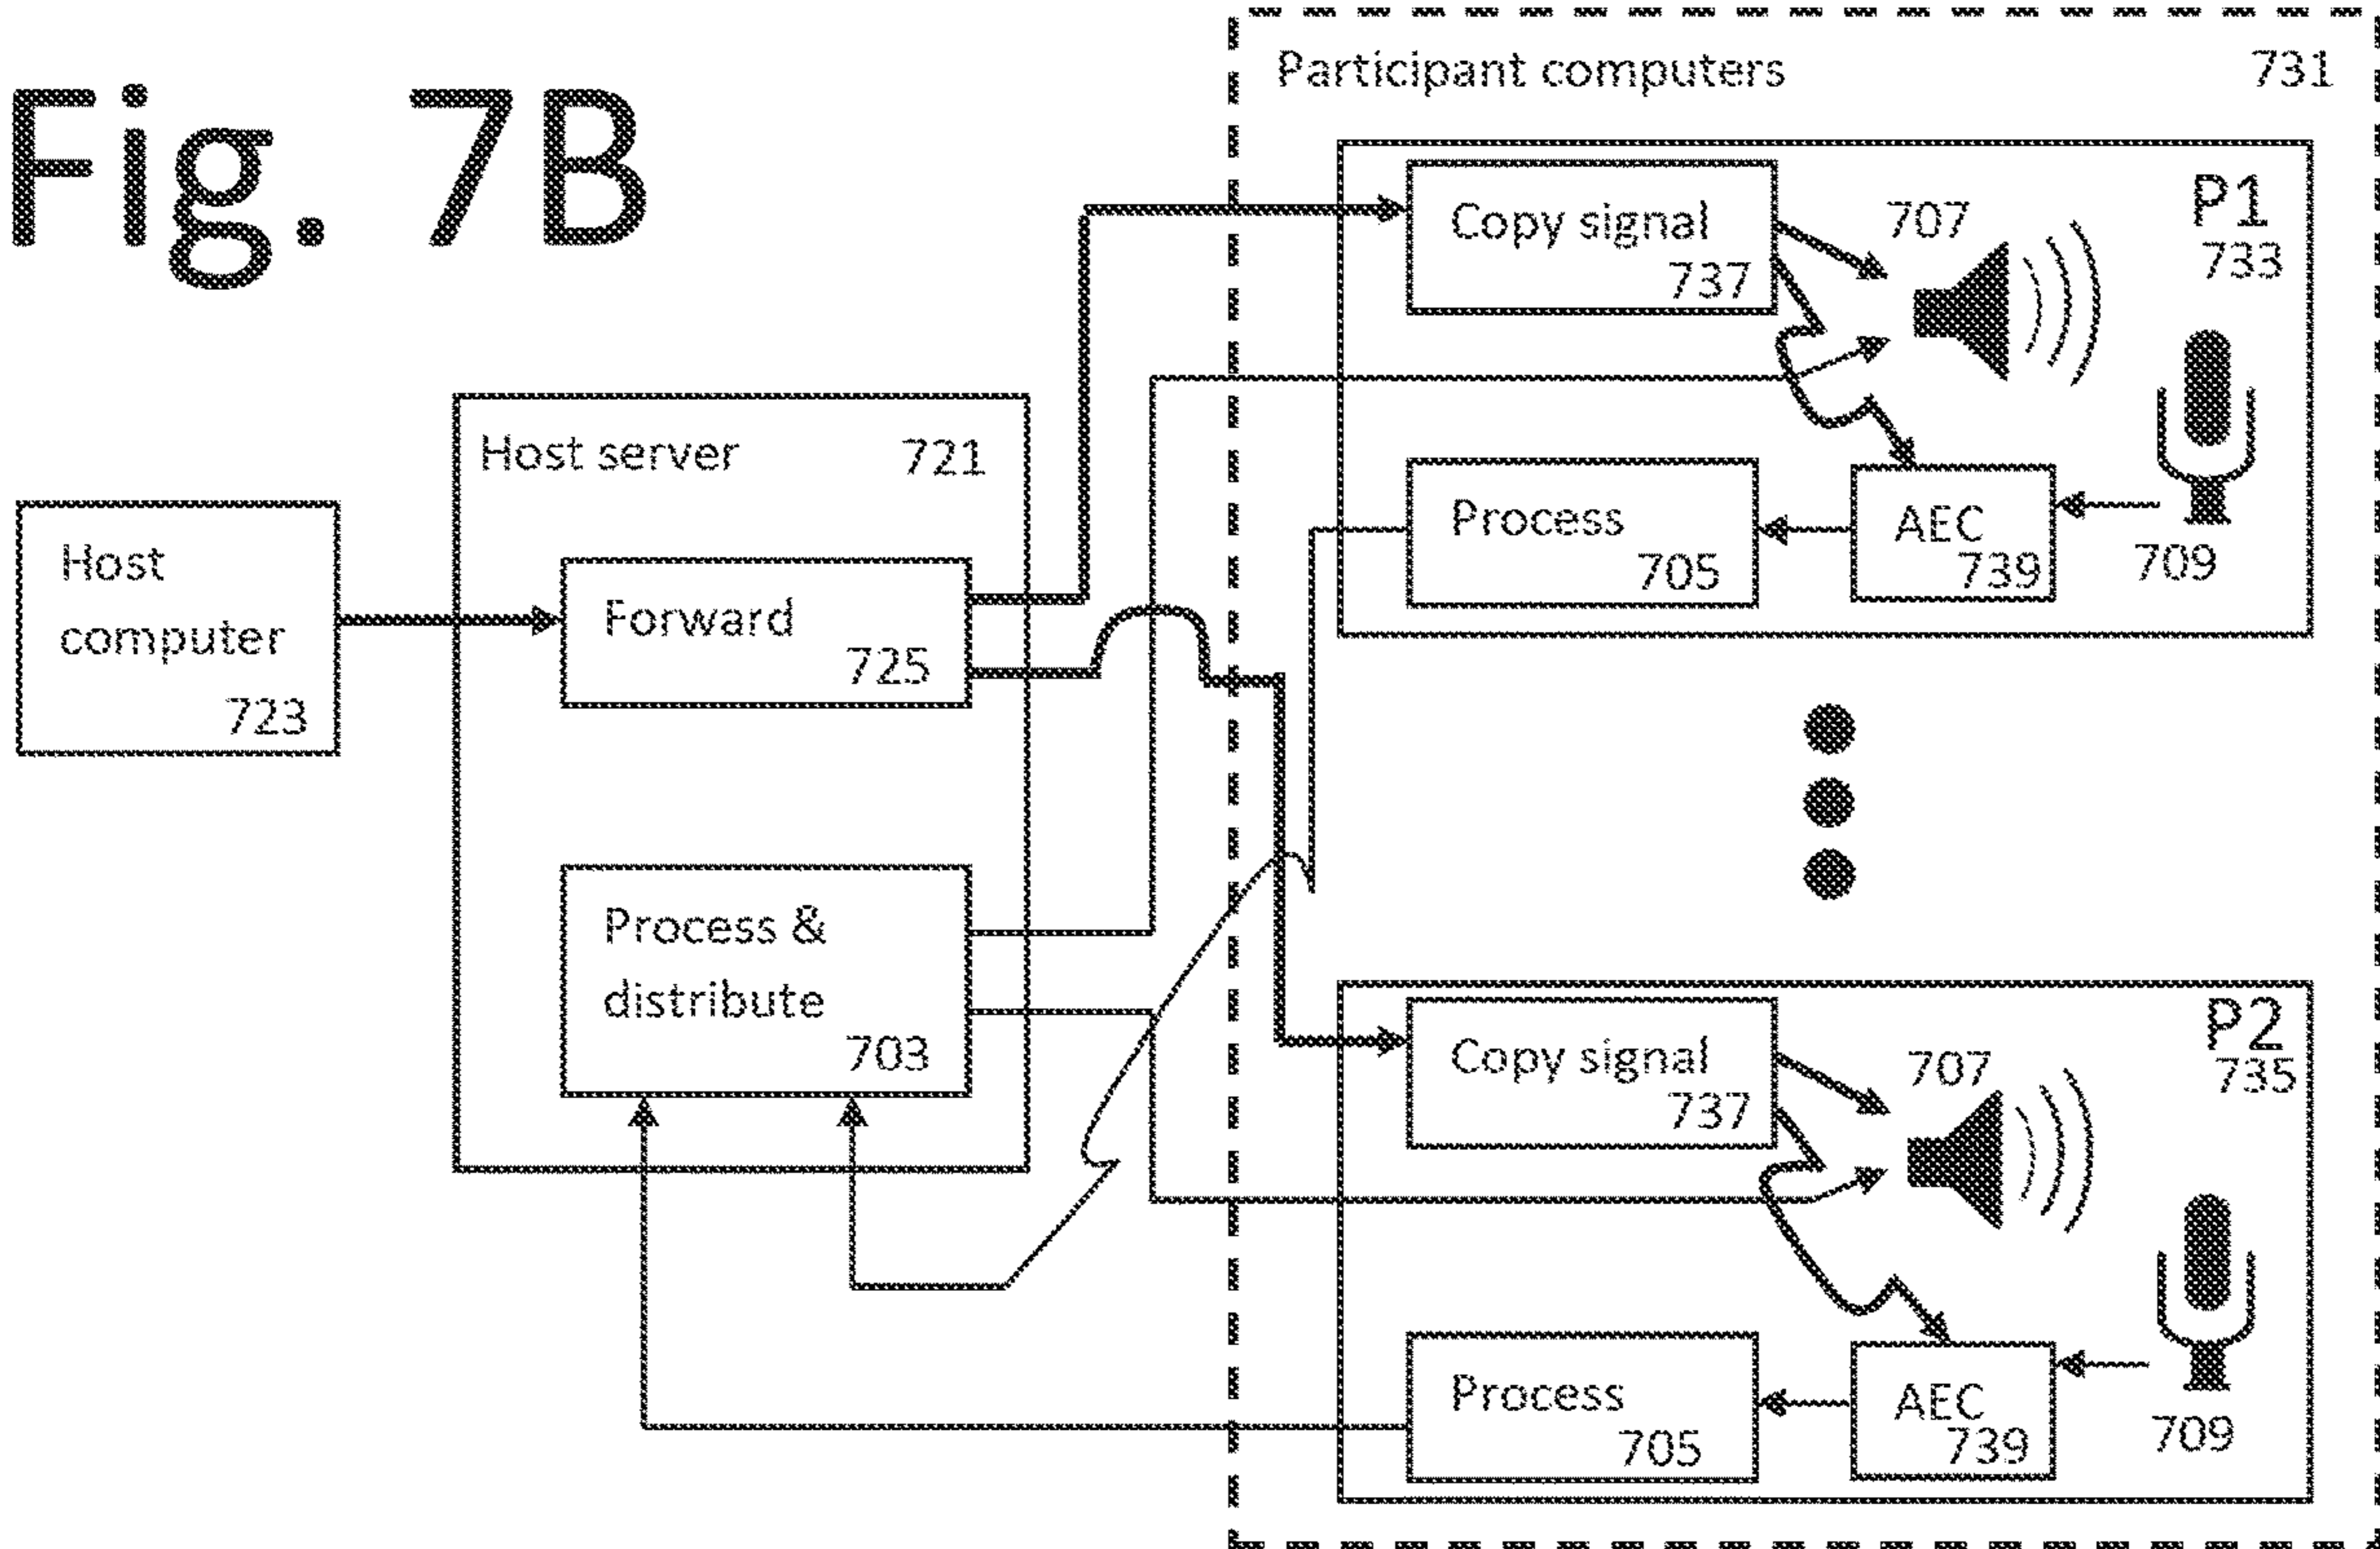 Fig. 7B
Participant computers 731
P1
733
Copy signal
737
707
Process
705
AEC
739
709
Host server 721
Host
computer
723
Forward
725
Process &
distribute
703
P2
735
Copy signal
737
707
Process
705
AEC
739
709